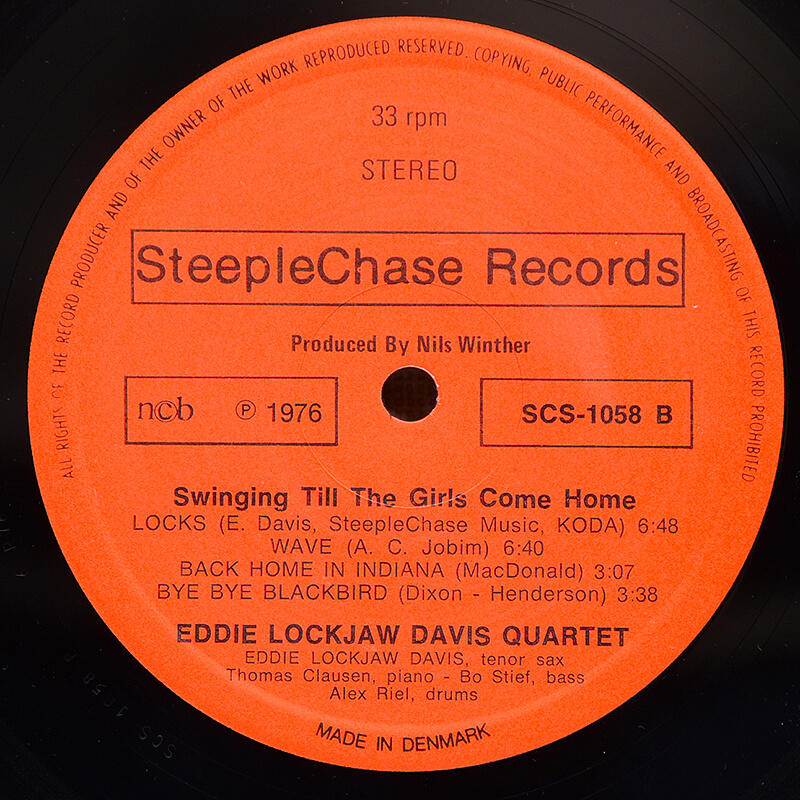 ALL RIGHTS OF THE RECORD PRODUCER AND OF THE OWNER OF THE WORK REPRODUCED RESERVED. COPYING, PUBLIC PERFORMANCE AND BROADCASTING OF THIS RECORD PROHIBITED
33 rpm
STEREO
SteepleChase Records
Produced By Nils Winther
n©b ℗ 1976
SCS-1058 B
Swinging Till The Girls Come Home
LOCKS (E. Davis, SteepleChase Music, KODA) 6:48
WAVE (A. C. Jobim) 6:40
BACK HOME IN INDIANA (MacDonald) 3:07
BYE BYE BLACKBIRD (Dixon - Henderson) 3:38
EDDIE LOCKJAW DAVIS QUARTET
EDDIE LOCKJAW DAVIS, tenor sax
Thomas Clausen, piano - Bo Stief, bass
Alex Riel, drums
MADE IN DENMARK